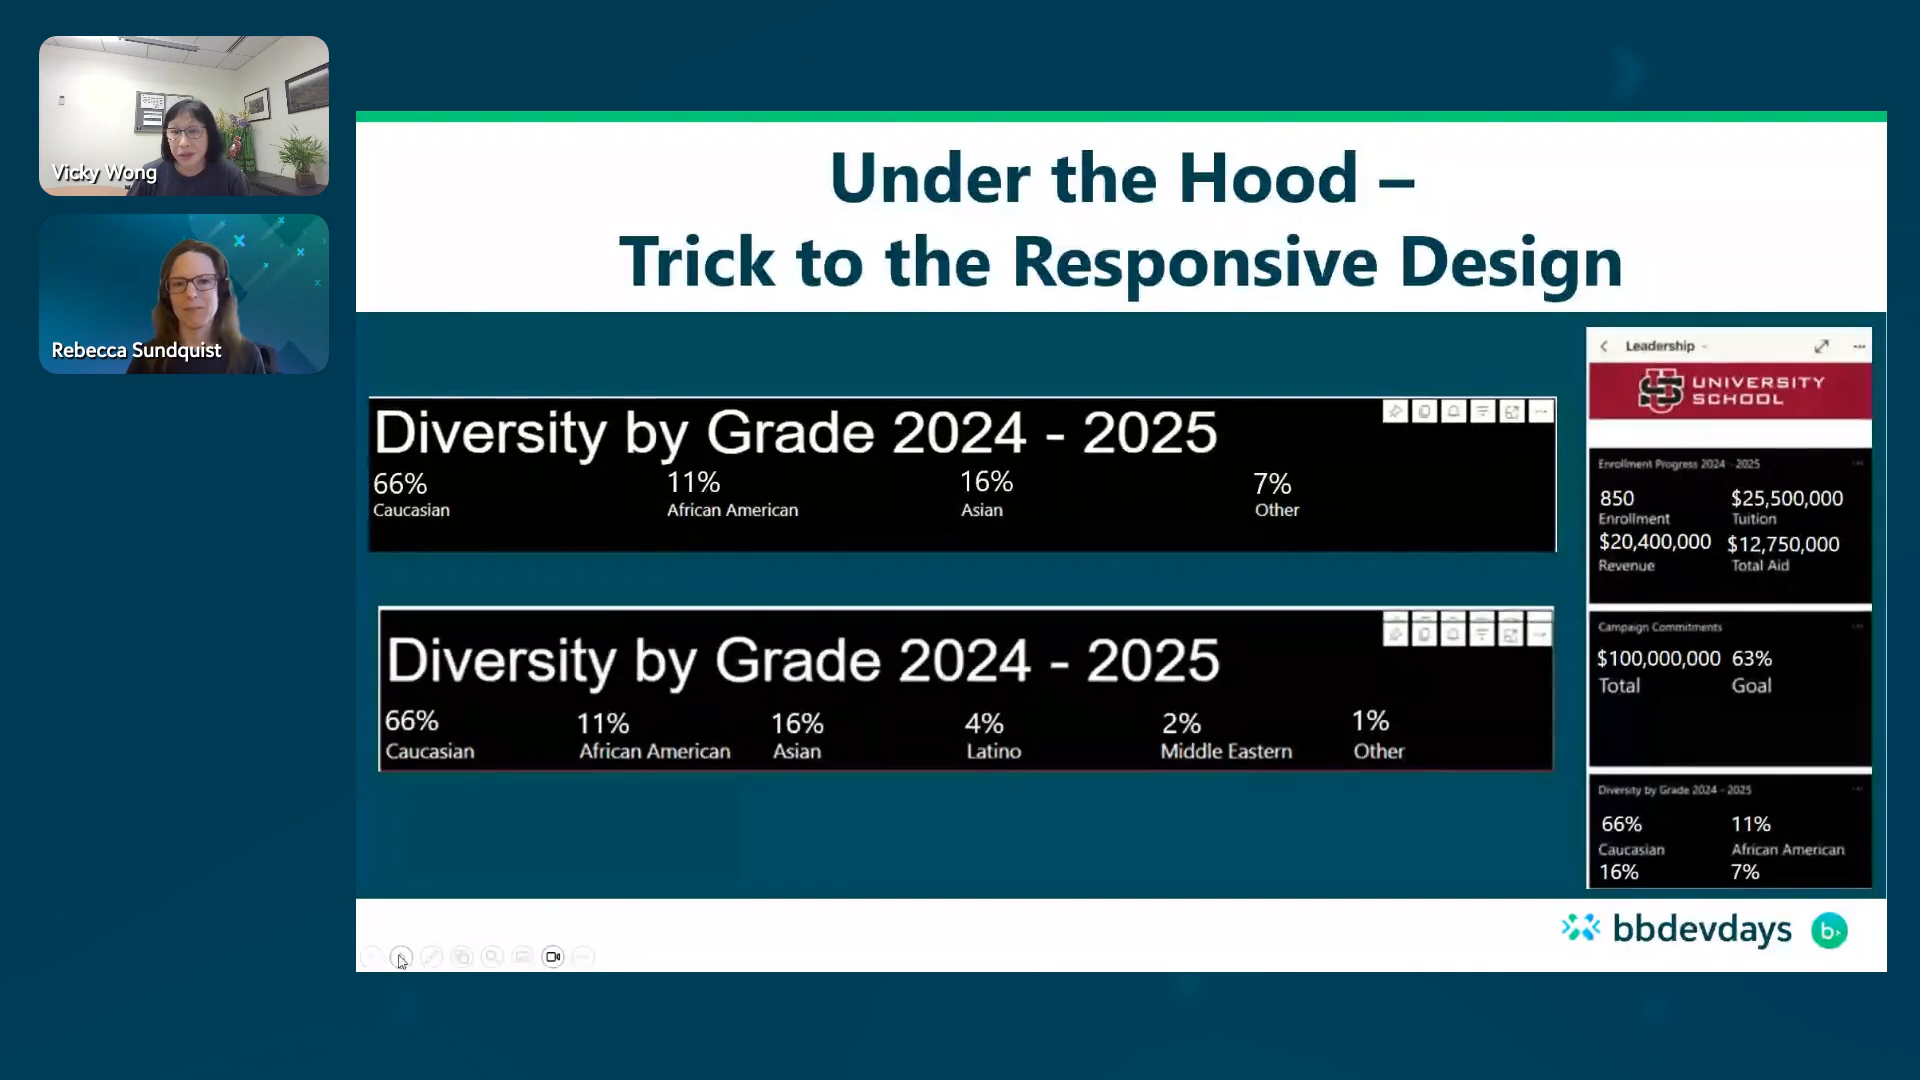 Vicky Wong
Rebecca Sundquist
Under the Hood –
Trick to the Responsive Design
Diversity by Grade 2024 - 2025
66% 11% 16% 7%
Caucasian African American Asian Other
Diversity by Grade 2024 - 2025
66% 11% 16% 4% 2% 1%
Caucasian African American Asian Latino Middle Eastern Other
Leadership
UNIVERSITY
SCHOOL
Enrollment Progress 2024 - 2025
850 $25,500,000
Enrollment Tuition
$20,400,000 $12,750,000
Revenue Total Aid
Campaign Commitments
$100,000,000 63%
Total Goal
Diversity by Grade 2024 - 2025
66% 11%
Caucasian African American
16% 7%
bbdevdays b